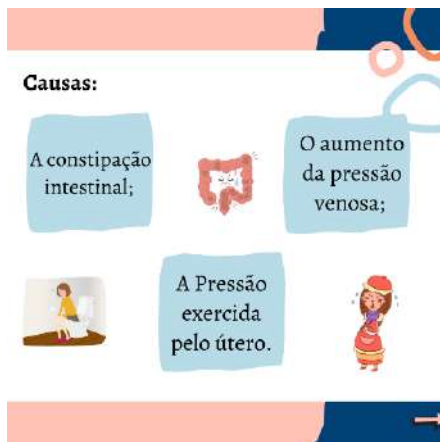 Causas:
A constipação
intestinal;
O aumento
da pressão
venosa;
A Pressão
exercida
pelo útero.